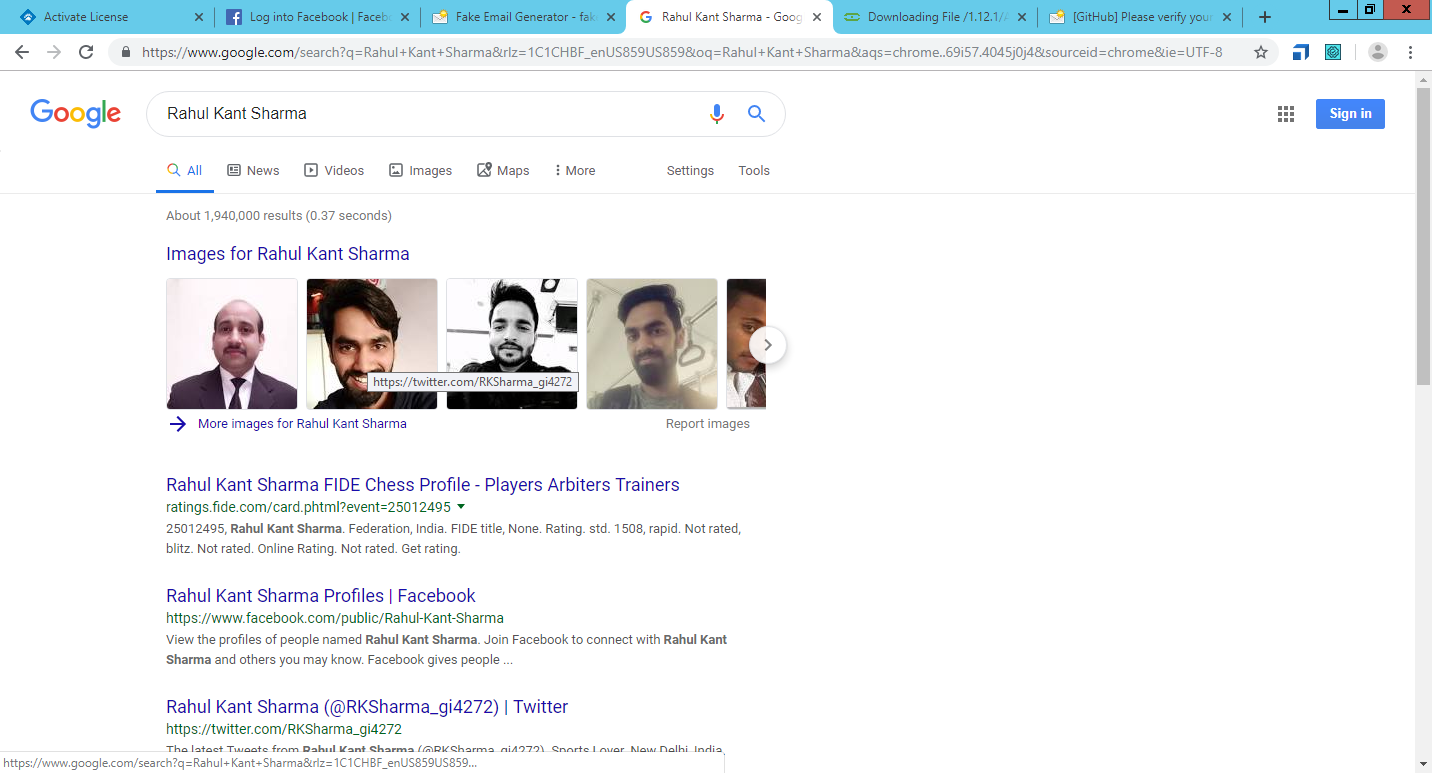 Activate License
Log into Facebook | Faceb
Fake Email Generator - fak
Rahul Kant Sharma - Goog
Downloading File /1.12.1/
[GitHub] Please verify your
https://www.google.com/search?q=Rahul+Kant+Sharma&rlz=1C1CHBF_enUS859US859&oq=Rahul+Kant+Sharma&aqs=chrome..69i57.4045j0j4&sourceid=chrome&ie=UTF-8
Google
Rahul Kant Sharma
Sign in
All News Videos Images Maps More Settings Tools
About 1,940,000 results (0.37 seconds)
Images for Rahul Kant Sharma
https://twitter.com/RKSharma_gi4272
More images for Rahul Kant Sharma
Report images
Rahul Kant Sharma FIDE Chess Profile - Players Arbiters Trainers
ratings.fide.com/card.phtml?event=25012495
25012495, Rahul Kant Sharma. Federation, India. FIDE title, None. Rating. std. 1508, rapid. Not rated,
blitz. Not rated. Online Rating. Not rated. Get rating.
Rahul Kant Sharma Profiles | Facebook
https://www.facebook.com/public/Rahul-Kant-Sharma
View the profiles of people named Rahul Kant Sharma. Join Facebook to connect with Rahul Kant
Sharma and others you may know. Facebook gives people ...
Rahul Kant Sharma (@RKSharma_gi4272) | Twitter
https://twitter.com/RKSharma_gi4272
The latest Tweets from Rahul Kant Sharma (@RKSharma_gi4272). Sports Lover. New Delhi, India
https://www.google.com/search?q=Rahul+Kant+Sharma&rlz=1C1CHBF_enUS859US859...